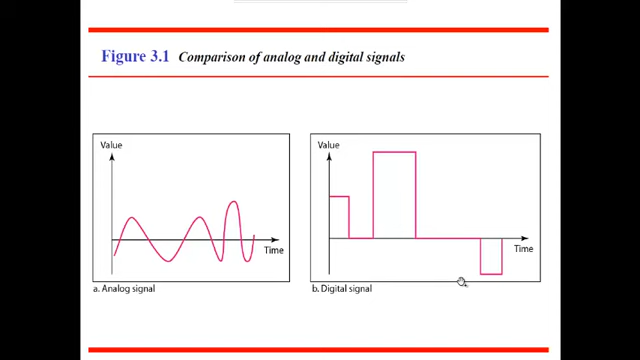 Figure 3.1 Comparison of analog and digital signals
Value
Time
a. Analog signal
Value
Time
b. Digital signal